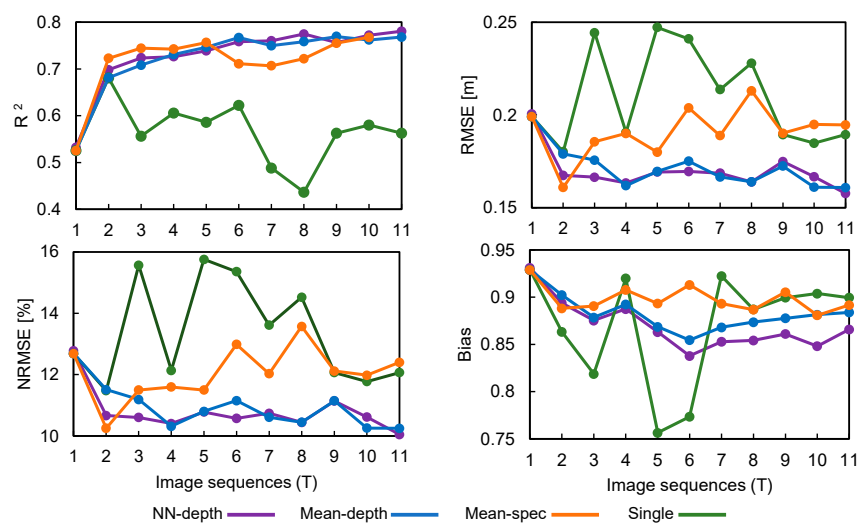 0.8
0.7
0.6
0.5
0.4
R 2
1 2 3 4 5 6 7 8 9 10 11
0.25
0.2
0.15
RMSE [m]
1 2 3 4 5 6 7 8 9 10 11
16
14
12
10
NRMSE [%]
1 2 3 4 5 6 7 8 9 10 11
Image sequences (T)
0.95
0.9
0.85
0.8
0.75
Bias
1 2 3 4 5 6 7 8 9 10 11
Image sequences (T)
NN-depth Mean-depth Mean-spec Single